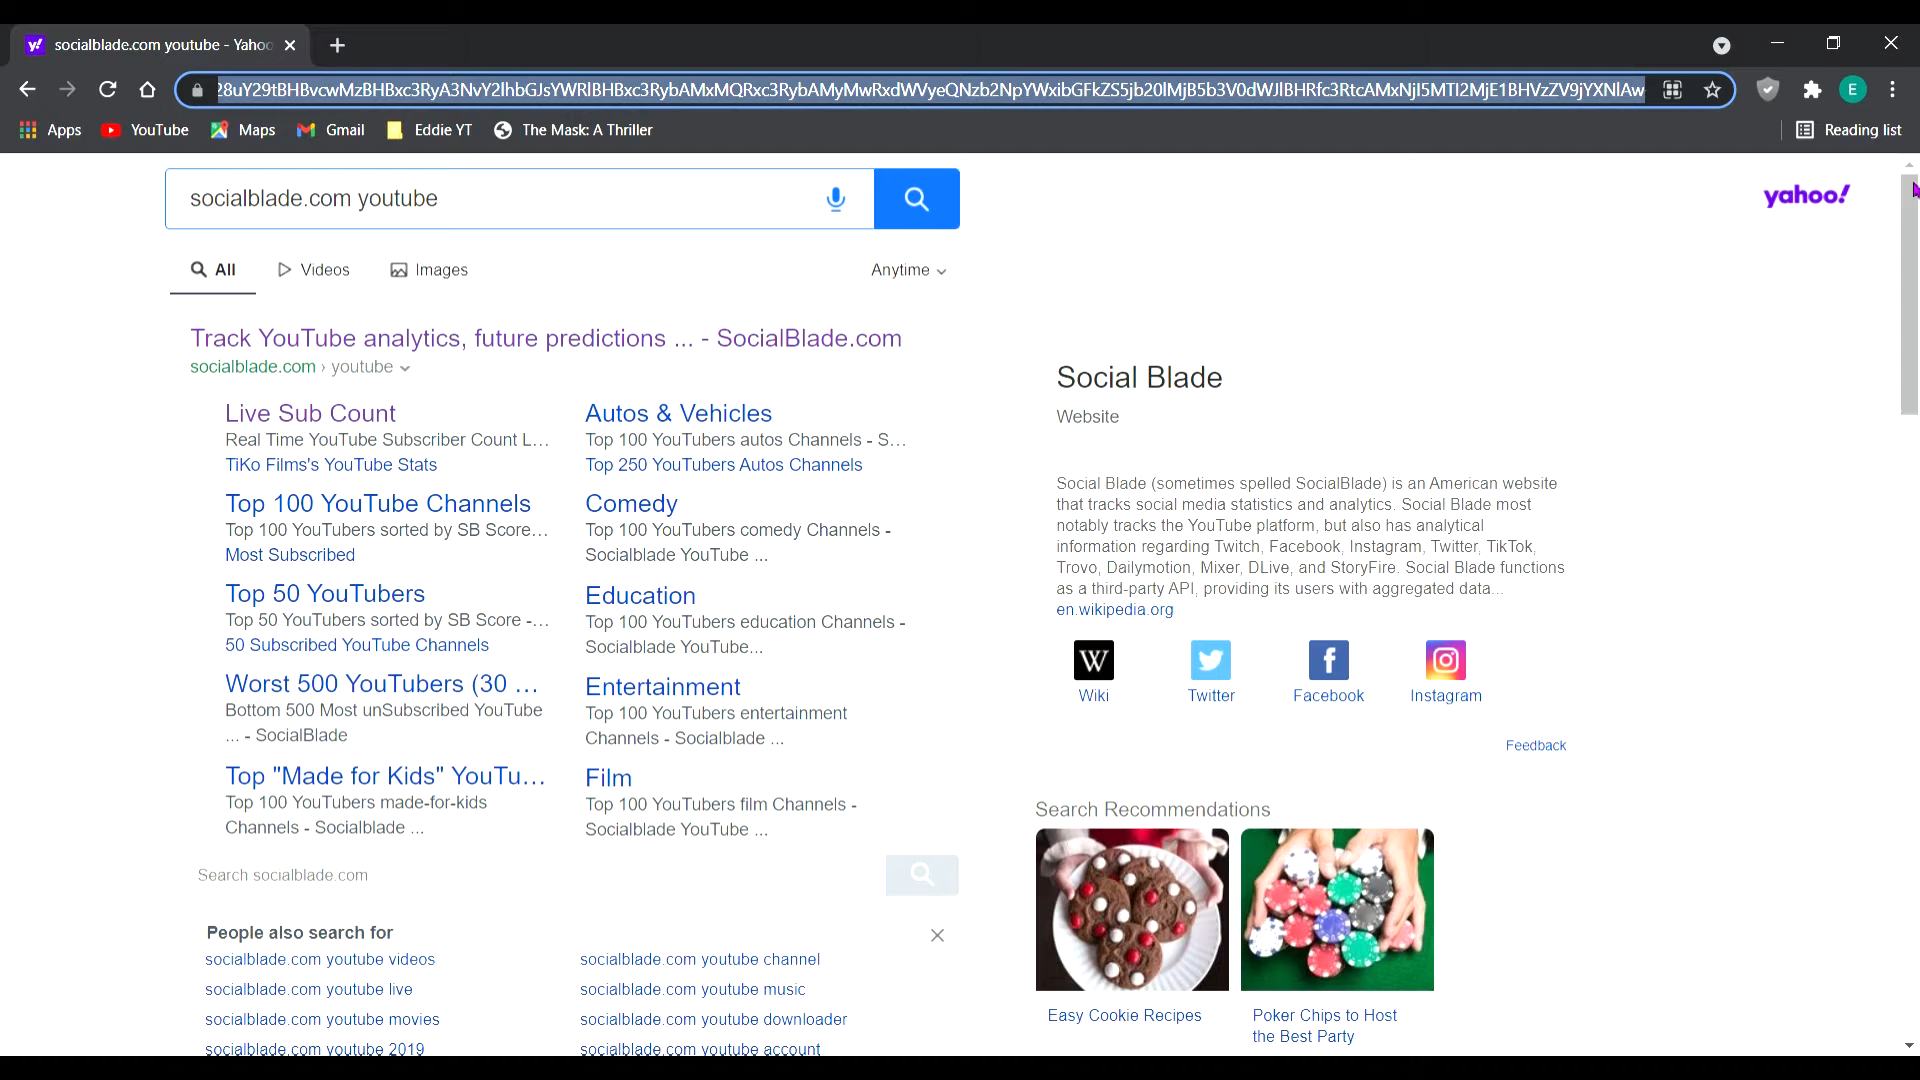 socialblade.com youtube - Yahoo
Apps YouTube Maps Gmail Eddie YT The Mask: A Thriller Reading list
E
socialblade.com youtube
yahoo!
All Videos Images Anytime
Track YouTube analytics, future predictions ... - SocialBlade.com
socialblade.com › youtube
Live Sub Count
Real Time YouTube Subscriber Count L...
TiKo Films's YouTube Stats
Top 100 YouTube Channels
Top 100 YouTubers sorted by SB Score...
Most Subscribed
Top 50 YouTubers
Top 50 YouTubers sorted by SB Score -...
50 Subscribed YouTube Channels
Worst 500 YouTubers (30 ...
Bottom 500 Most unSubscribed YouTube
... - SocialBlade
Top "Made for Kids" YouTu...
Top 100 YouTubers made-for-kids
Channels - Socialblade ...
Autos & Vehicles
Top 100 YouTubers autos Channels - S...
Top 250 YouTubers Autos Channels
Comedy
Top 100 YouTubers comedy Channels -
Socialblade YouTube ...
Education
Top 100 YouTubers education Channels -
Socialblade YouTube...
Entertainment
Top 100 YouTubers entertainment
Channels - Socialblade ...
Film
Top 100 YouTubers film Channels -
Socialblade YouTube ...
Search socialblade.com
People also search for
socialblade.com youtube videos
socialblade.com youtube live
socialblade.com youtube movies
socialblade.com youtube 2019
socialblade.com youtube channel
socialblade.com youtube music
socialblade.com youtube downloader
socialblade.com youtube account
Social Blade
Website
Social Blade (sometimes spelled SocialBlade) is an American website
that tracks social media statistics and analytics. Social Blade most
notably tracks the YouTube platform, but also has analytical
information regarding Twitch, Facebook, Instagram, Twitter, TikTok,
Trovo, Dailymotion, Mixer, DLive, and StoryFire. Social Blade functions
as a third-party API, providing its users with aggregated data...
en.wikipedia.org
W
Wiki Twitter Facebook Instagram
Feedback
Search Recommendations
Easy Cookie Recipes
Poker Chips to Host
the Best Party